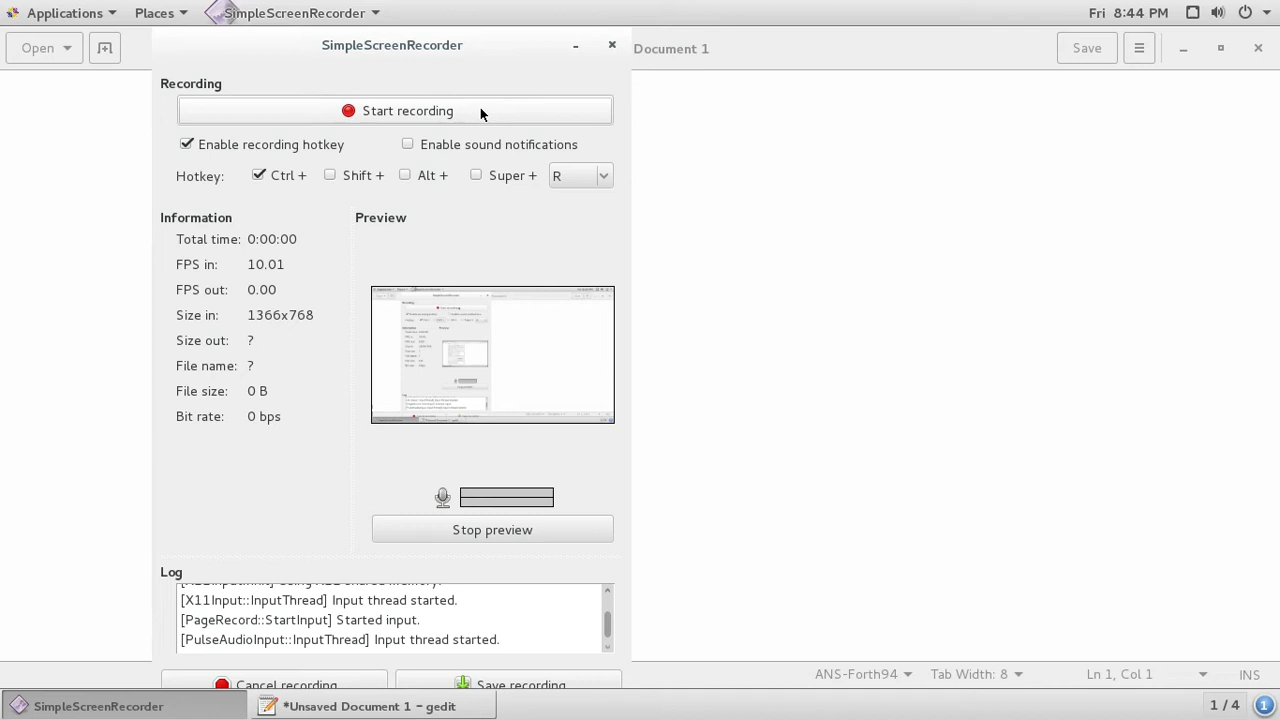 Applications Places SimpleScreenRecorder Fri 8:44 PM
Open SimpleScreenRecorder Document 1 Save
Recording
Start recording
Enable recording hotkey Enable sound notifications
Hotkey: Ctrl + Shift + Alt + Super + R
Information Preview
Total time: 0:00:00
FPS in: 10.01
FPS out: 0.00
Size in: 1366x768
Size out: ?
File name: ?
File size: 0 B
Bit rate: 0 bps
Stop preview
Log
[X11Input::InputThread] Input thread started.
[PageRecord::StartInput] Started input.
[PulseAudioInput::InputThread] Input thread started.
Cancel recording Save recording
ANS-Forth94 Tab Width: 8 Ln 1, Col 1 INS
SimpleScreenRecorder *Unsaved Document 1 - gedit 1 / 4 1